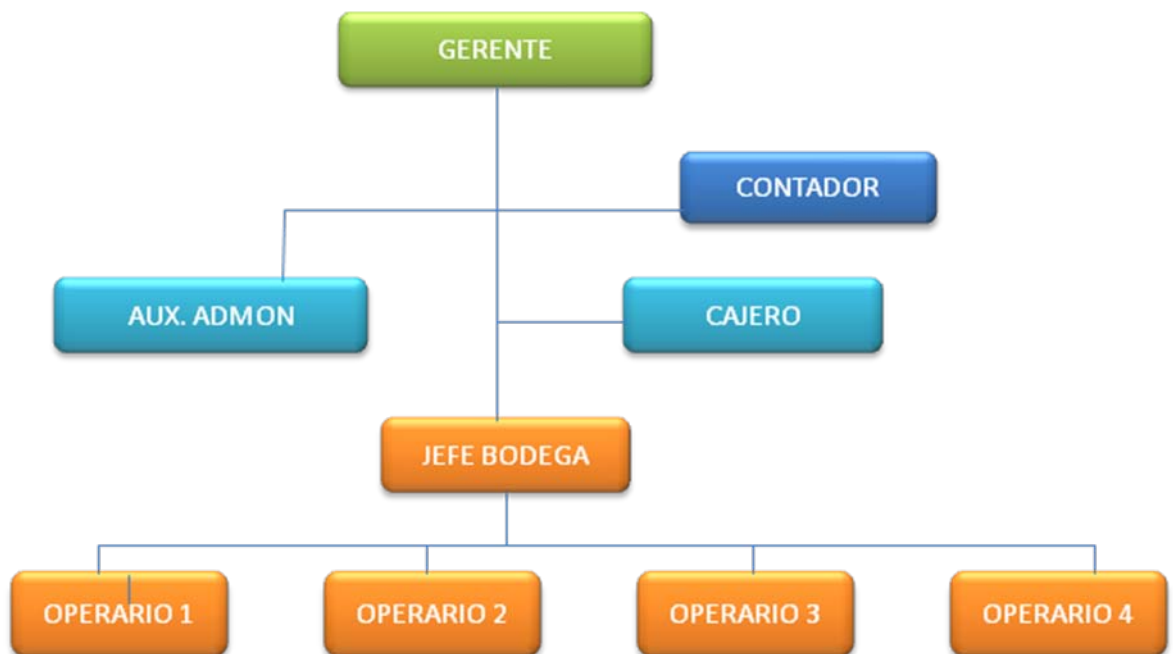 GERENTE
CONTADOR
AUX. ADMON
CAJERO
JEFE BODEGA
OPERARIO 1
OPERARIO 2
OPERARIO 3
OPERARIO 4